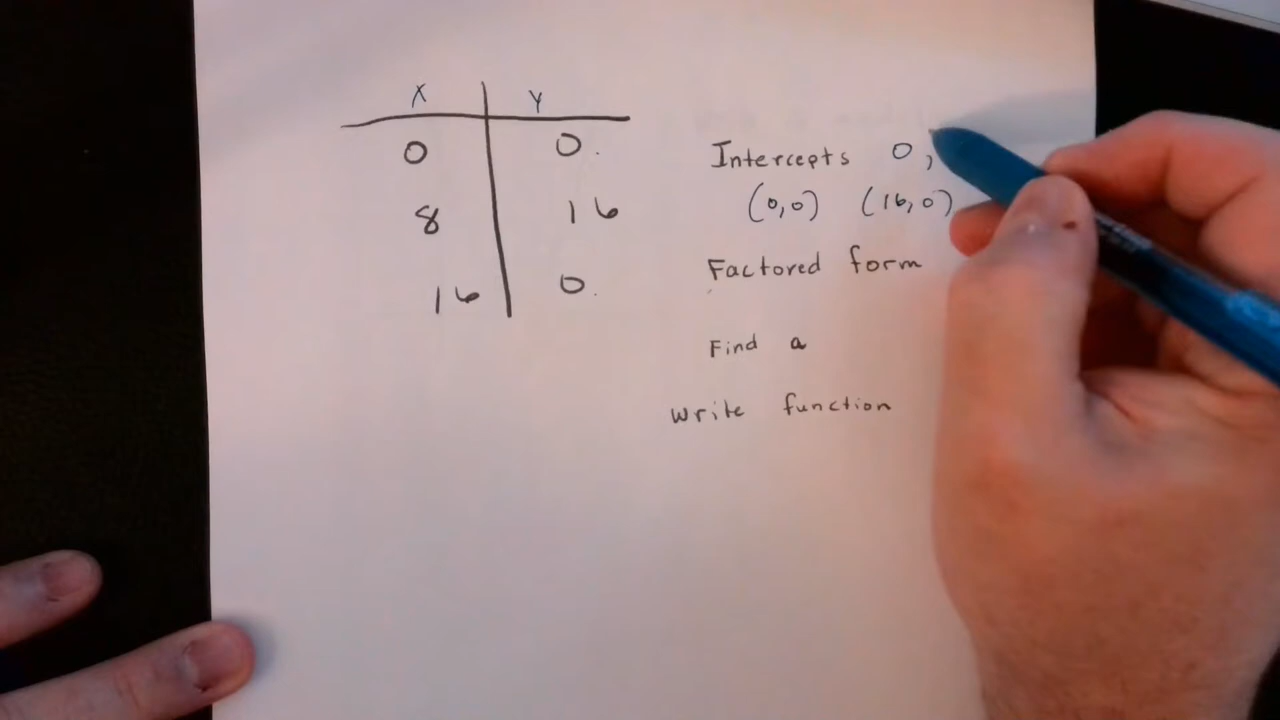 X Y
0 0.
8 16
16 0.
Intercepts 0,
(0,0) (16,0)
Factored form
Find a
Write function